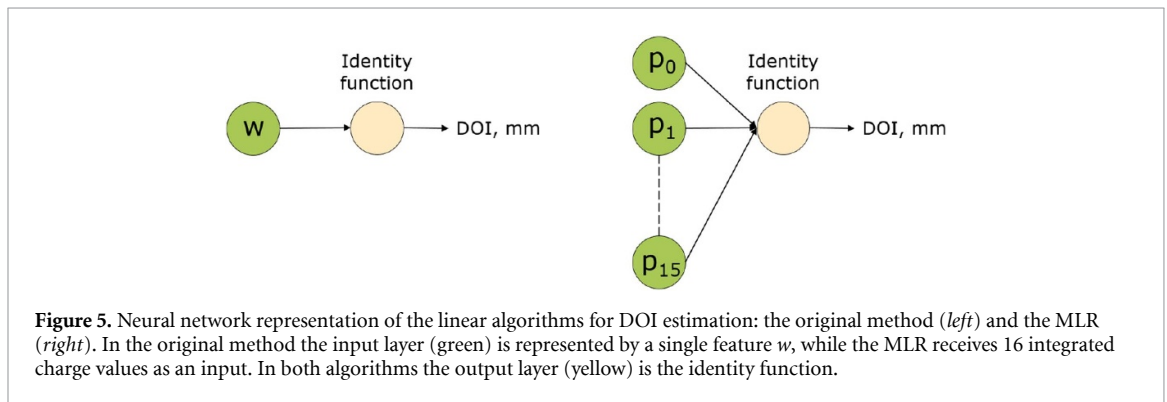 Identity
function
w
DOI, mm
p0
Identity
function
p1
DOI, mm
p15
Figure 5. Neural network representation of the linear algorithms for DOI estimation: the original method (left) and the MLR
(right). In the original method the input layer (green) is represented by a single feature w, while the MLR receives 16 integrated
charge values as an input. In both algorithms the output layer (yellow) is the identity function.